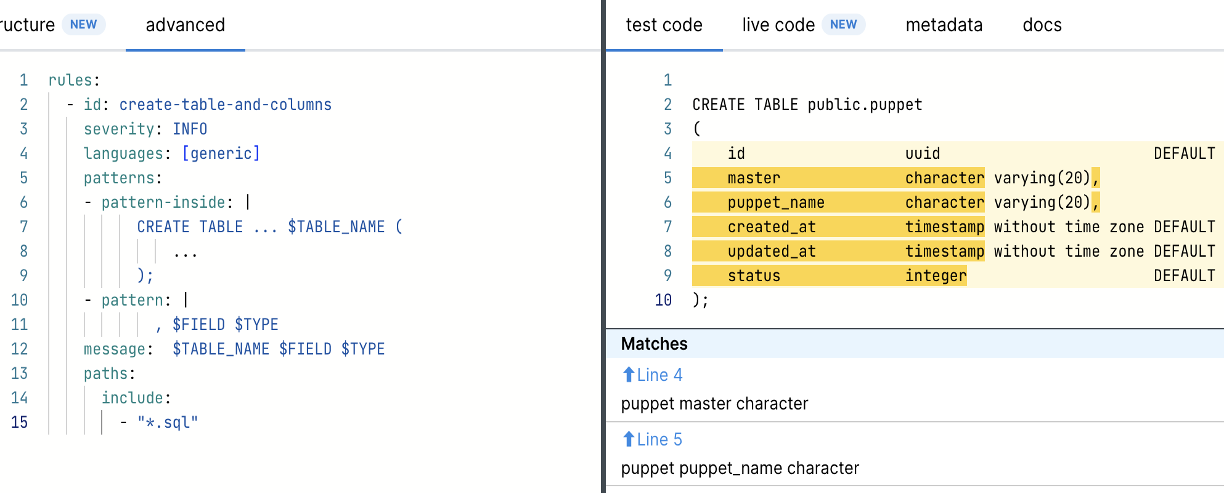 ructure NEW advanced
1 rules:
2 - id: create-table-and-columns
3 severity: INFO
4 languages: [generic]
5 patterns:
6 - pattern-inside: |
7 CREATE TABLE ... $TABLE_NAME (
8 ...
9 );
10 - pattern: |
11 , $FIELD $TYPE
12 message: $TABLE_NAME $FIELD $TYPE
13 paths:
14 include:
15 - "*.sql"
test code live code NEW metadata docs
1
2 CREATE TABLE public.puppet
3 (
4 id uuid DEFAULT
5 master character varying(20),
6 puppet_name character varying(20),
7 created_at timestamp without time zone DEFAULT
8 updated_at timestamp without time zone DEFAULT
9 status integer DEFAULT
10 );
Matches
⬆Line 4
puppet master character
⬆Line 5
puppet puppet_name character